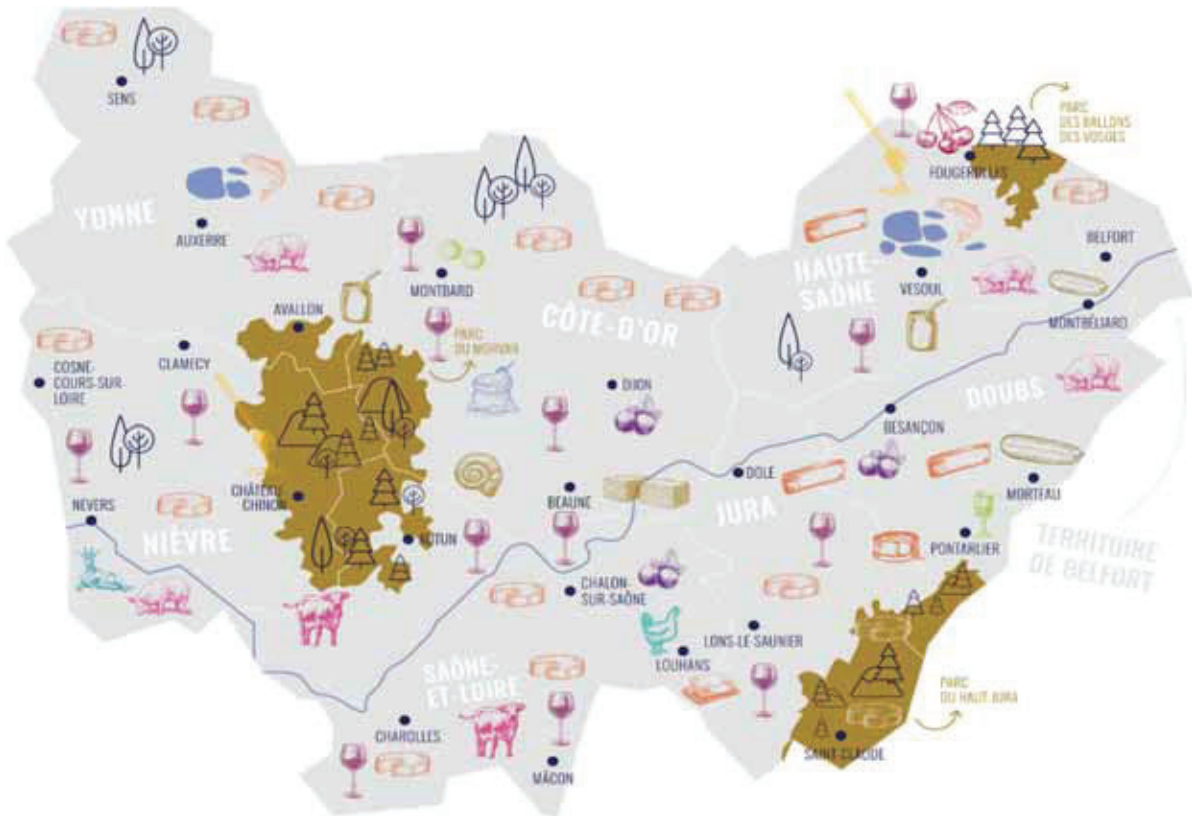 SENS
YONNE
AUXERRE
AVALLON
MONTBARD
CÔTE-D'OR
PARC
DES BALLONS
DES VOSGES
FOUGEROLLES
HAUTE-
SAÔNE
VESOUL
BELFORT
MONTBÉLIARD
COSNE-
COURS-SUR-
LOIRE
CLAMECY
PARC
DU MORVAN
DIJON
DOUBS
BESANÇON
NEVERS
NIÈVRE
CHÂTEAU-
CHINON
AUTUN
BEAUNE
DOLE
JURA
MORTEAU
PONTARLIER
TERRITOIRE
DE BELFORT
CHALON-
SUR-SAÔNE
LONS-LE-SAUNIER
LOUHANS
SAÔNE-
ET-LOIRE
CHAROLLES
MÂCON
PARC
DU HAUT-JURA
SAINT-CLAUDE